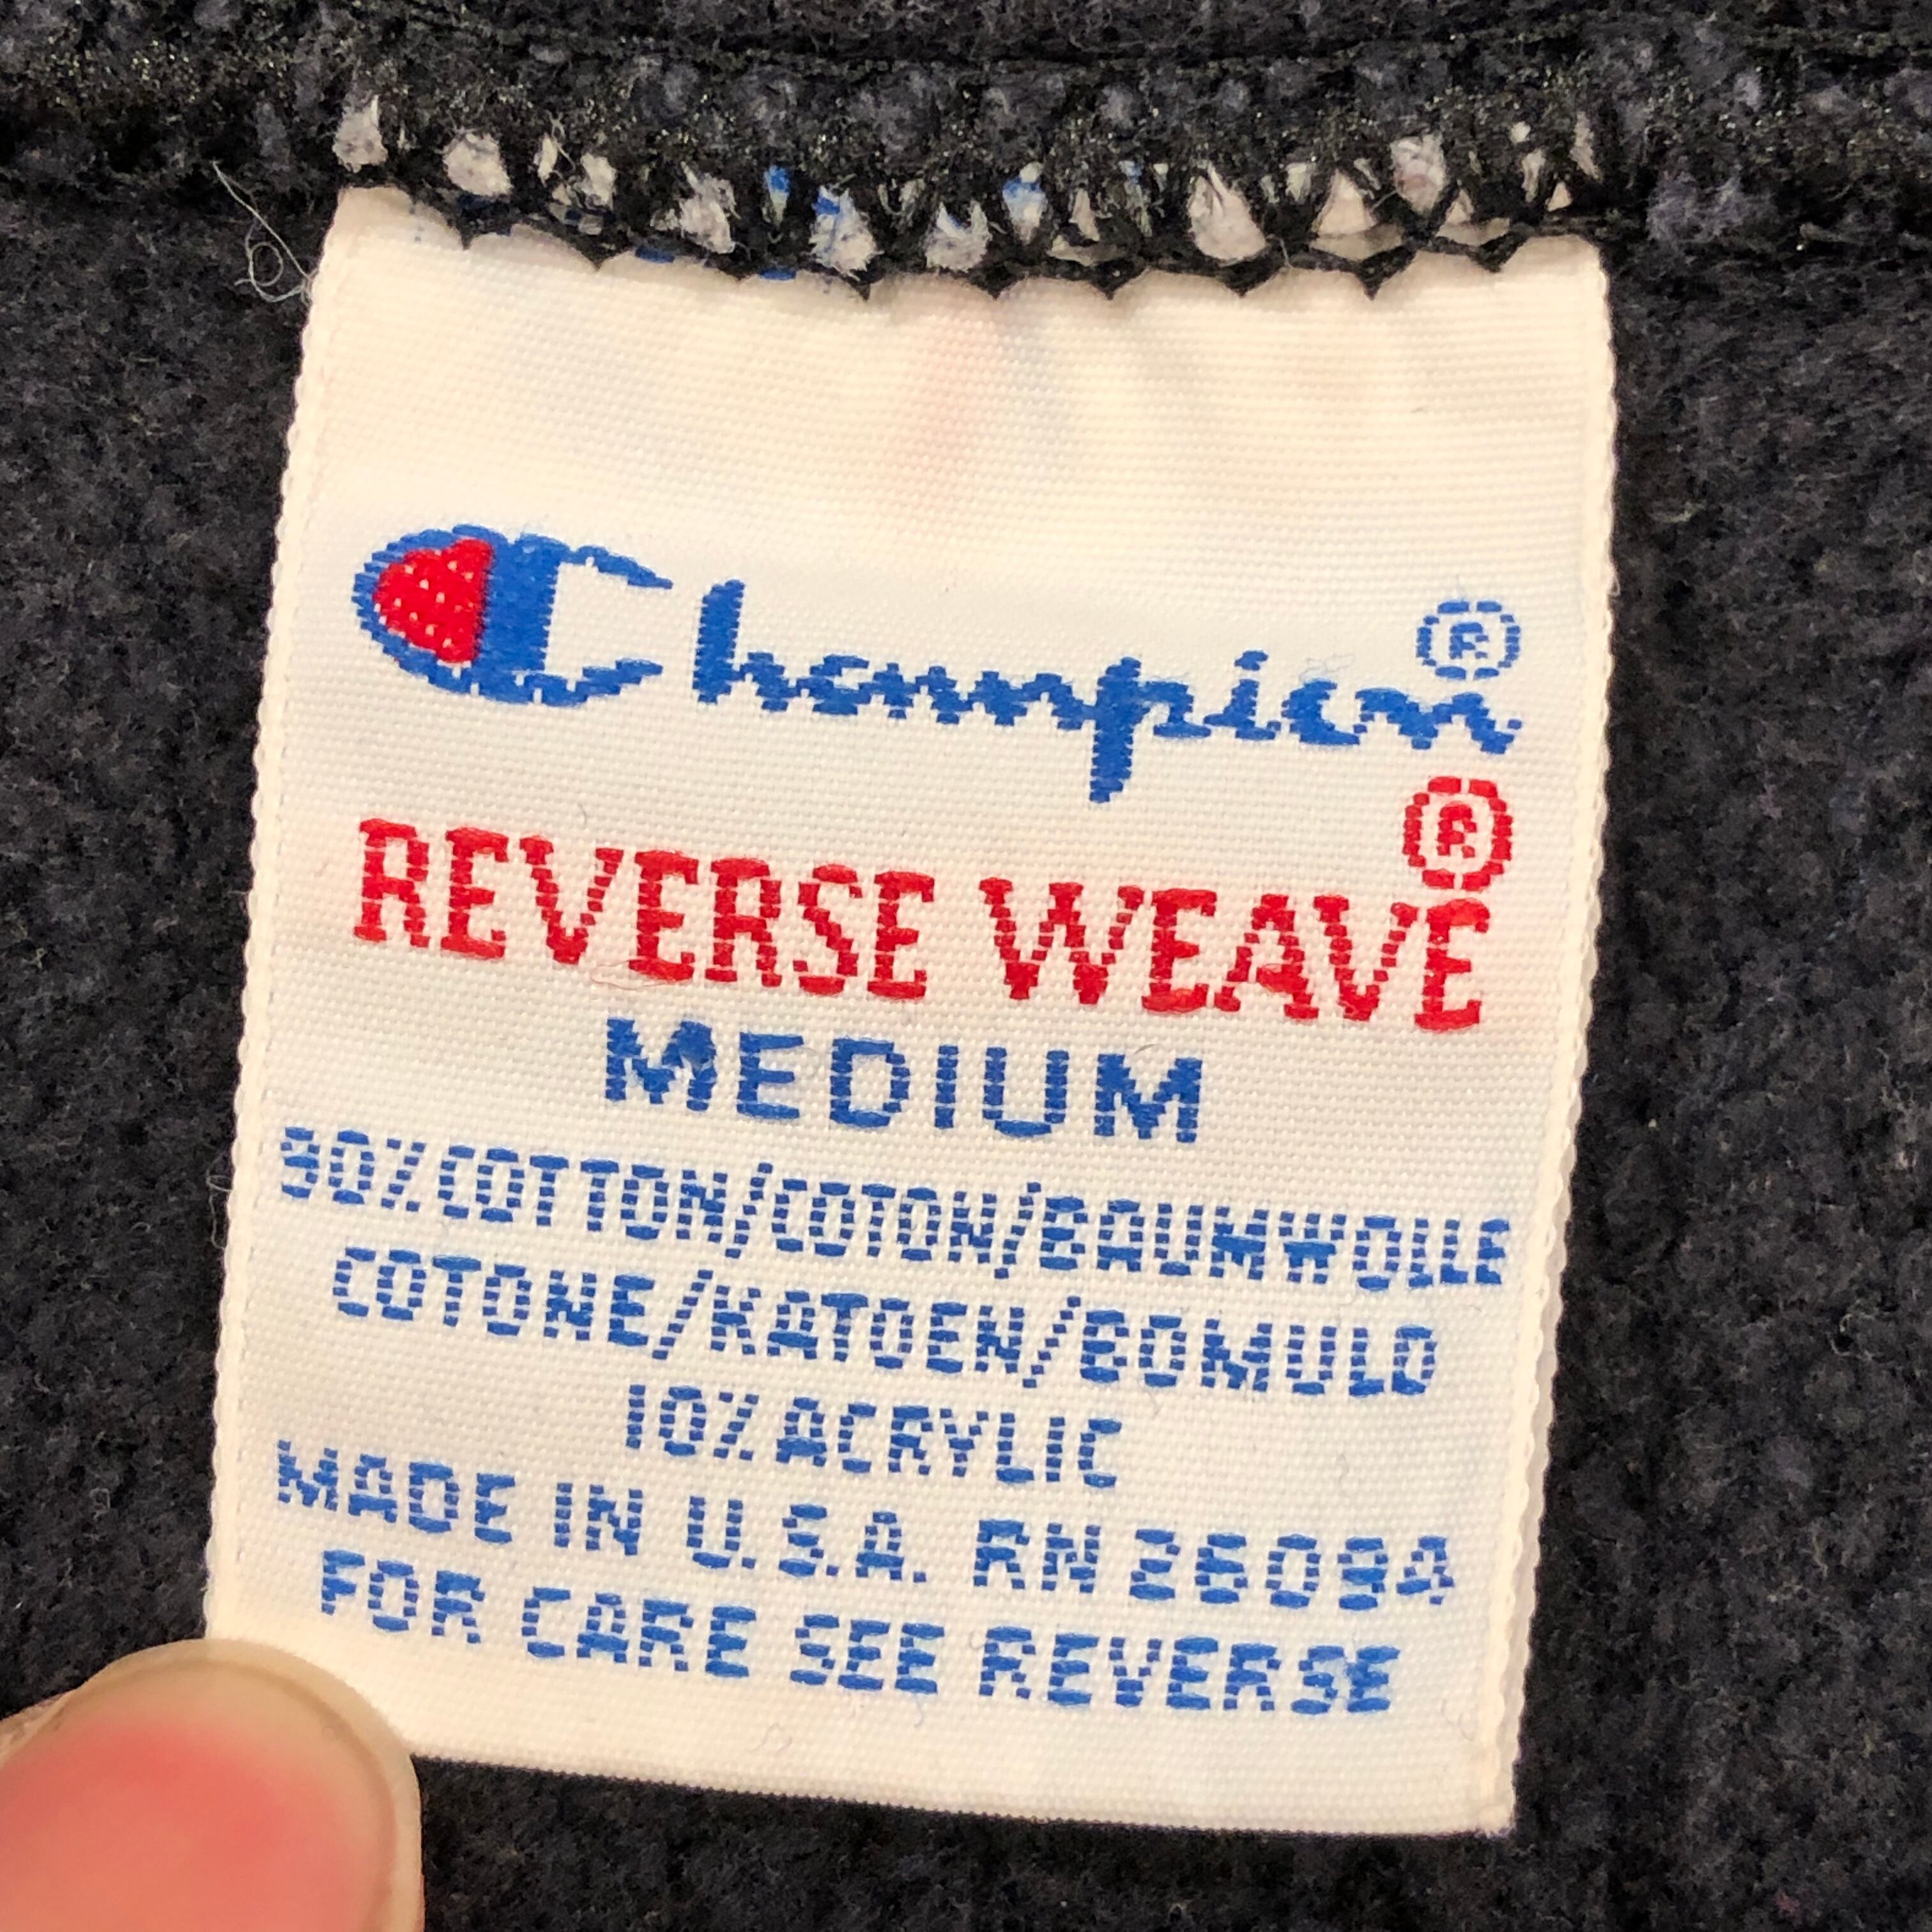 Champion®
REVERSE WEAVE®
MEDIUM
90% COTTON/COTON/BAUMWOLLE
COTONE/KATOEN/BOMULD
10% ACRYLIC
MADE IN U.S.A. RN 26094
FOR CARE SEE REVERSE